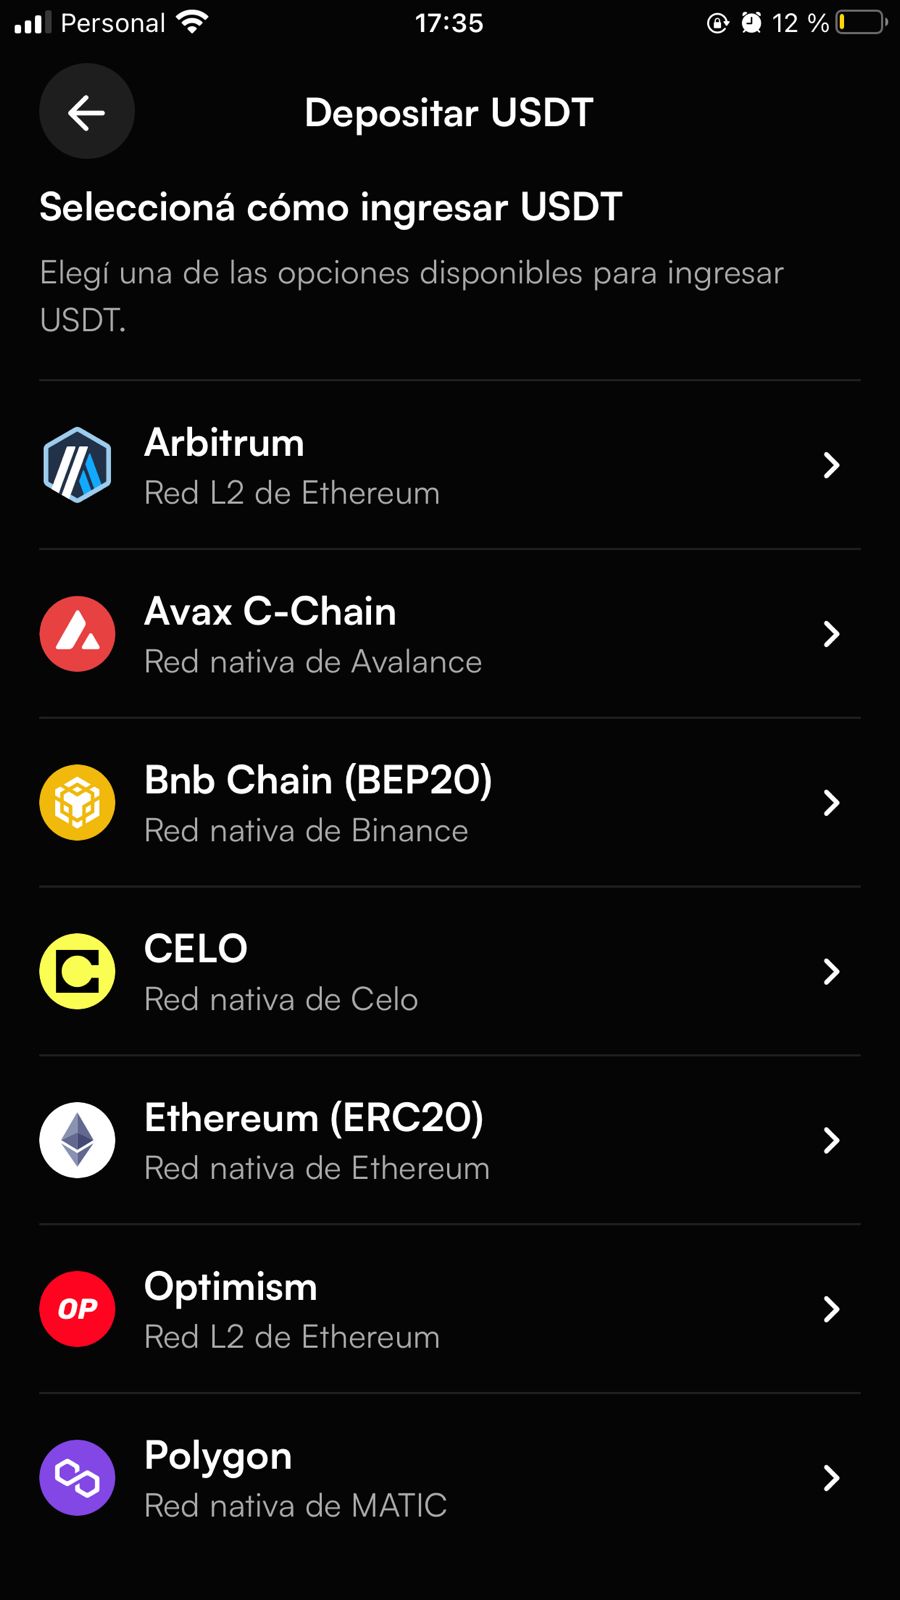 Personal 17:35 12 %
Depositar USDT
Seleccioná cómo ingresar USDT
Elegí una de las opciones disponibles para ingresar
USDT.
Arbitrum
Red L2 de Ethereum
Avax C-Chain
Red nativa de Avalance
Bnb Chain (BEP20)
Red nativa de Binance
CELO
Red nativa de Celo
Ethereum (ERC20)
Red nativa de Ethereum
OP
Optimism
Red L2 de Ethereum
Polygon
Red nativa de MATIC